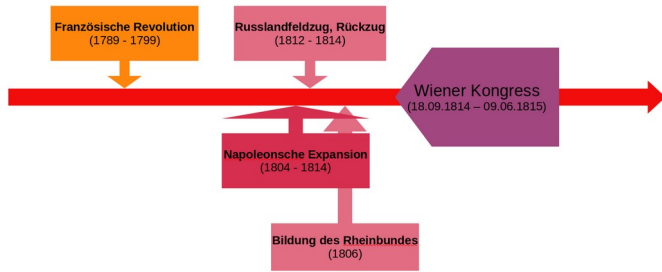 Französische Revolution
(1789 - 1799)
Russlandfeldzug, Rückzug
(1812 - 1814)
Wiener Kongress
(18.09.1814 – 09.06.1815)
Napoleonsche Expansion
(1804 - 1814)
Bildung des Rheinbundes
(1806)